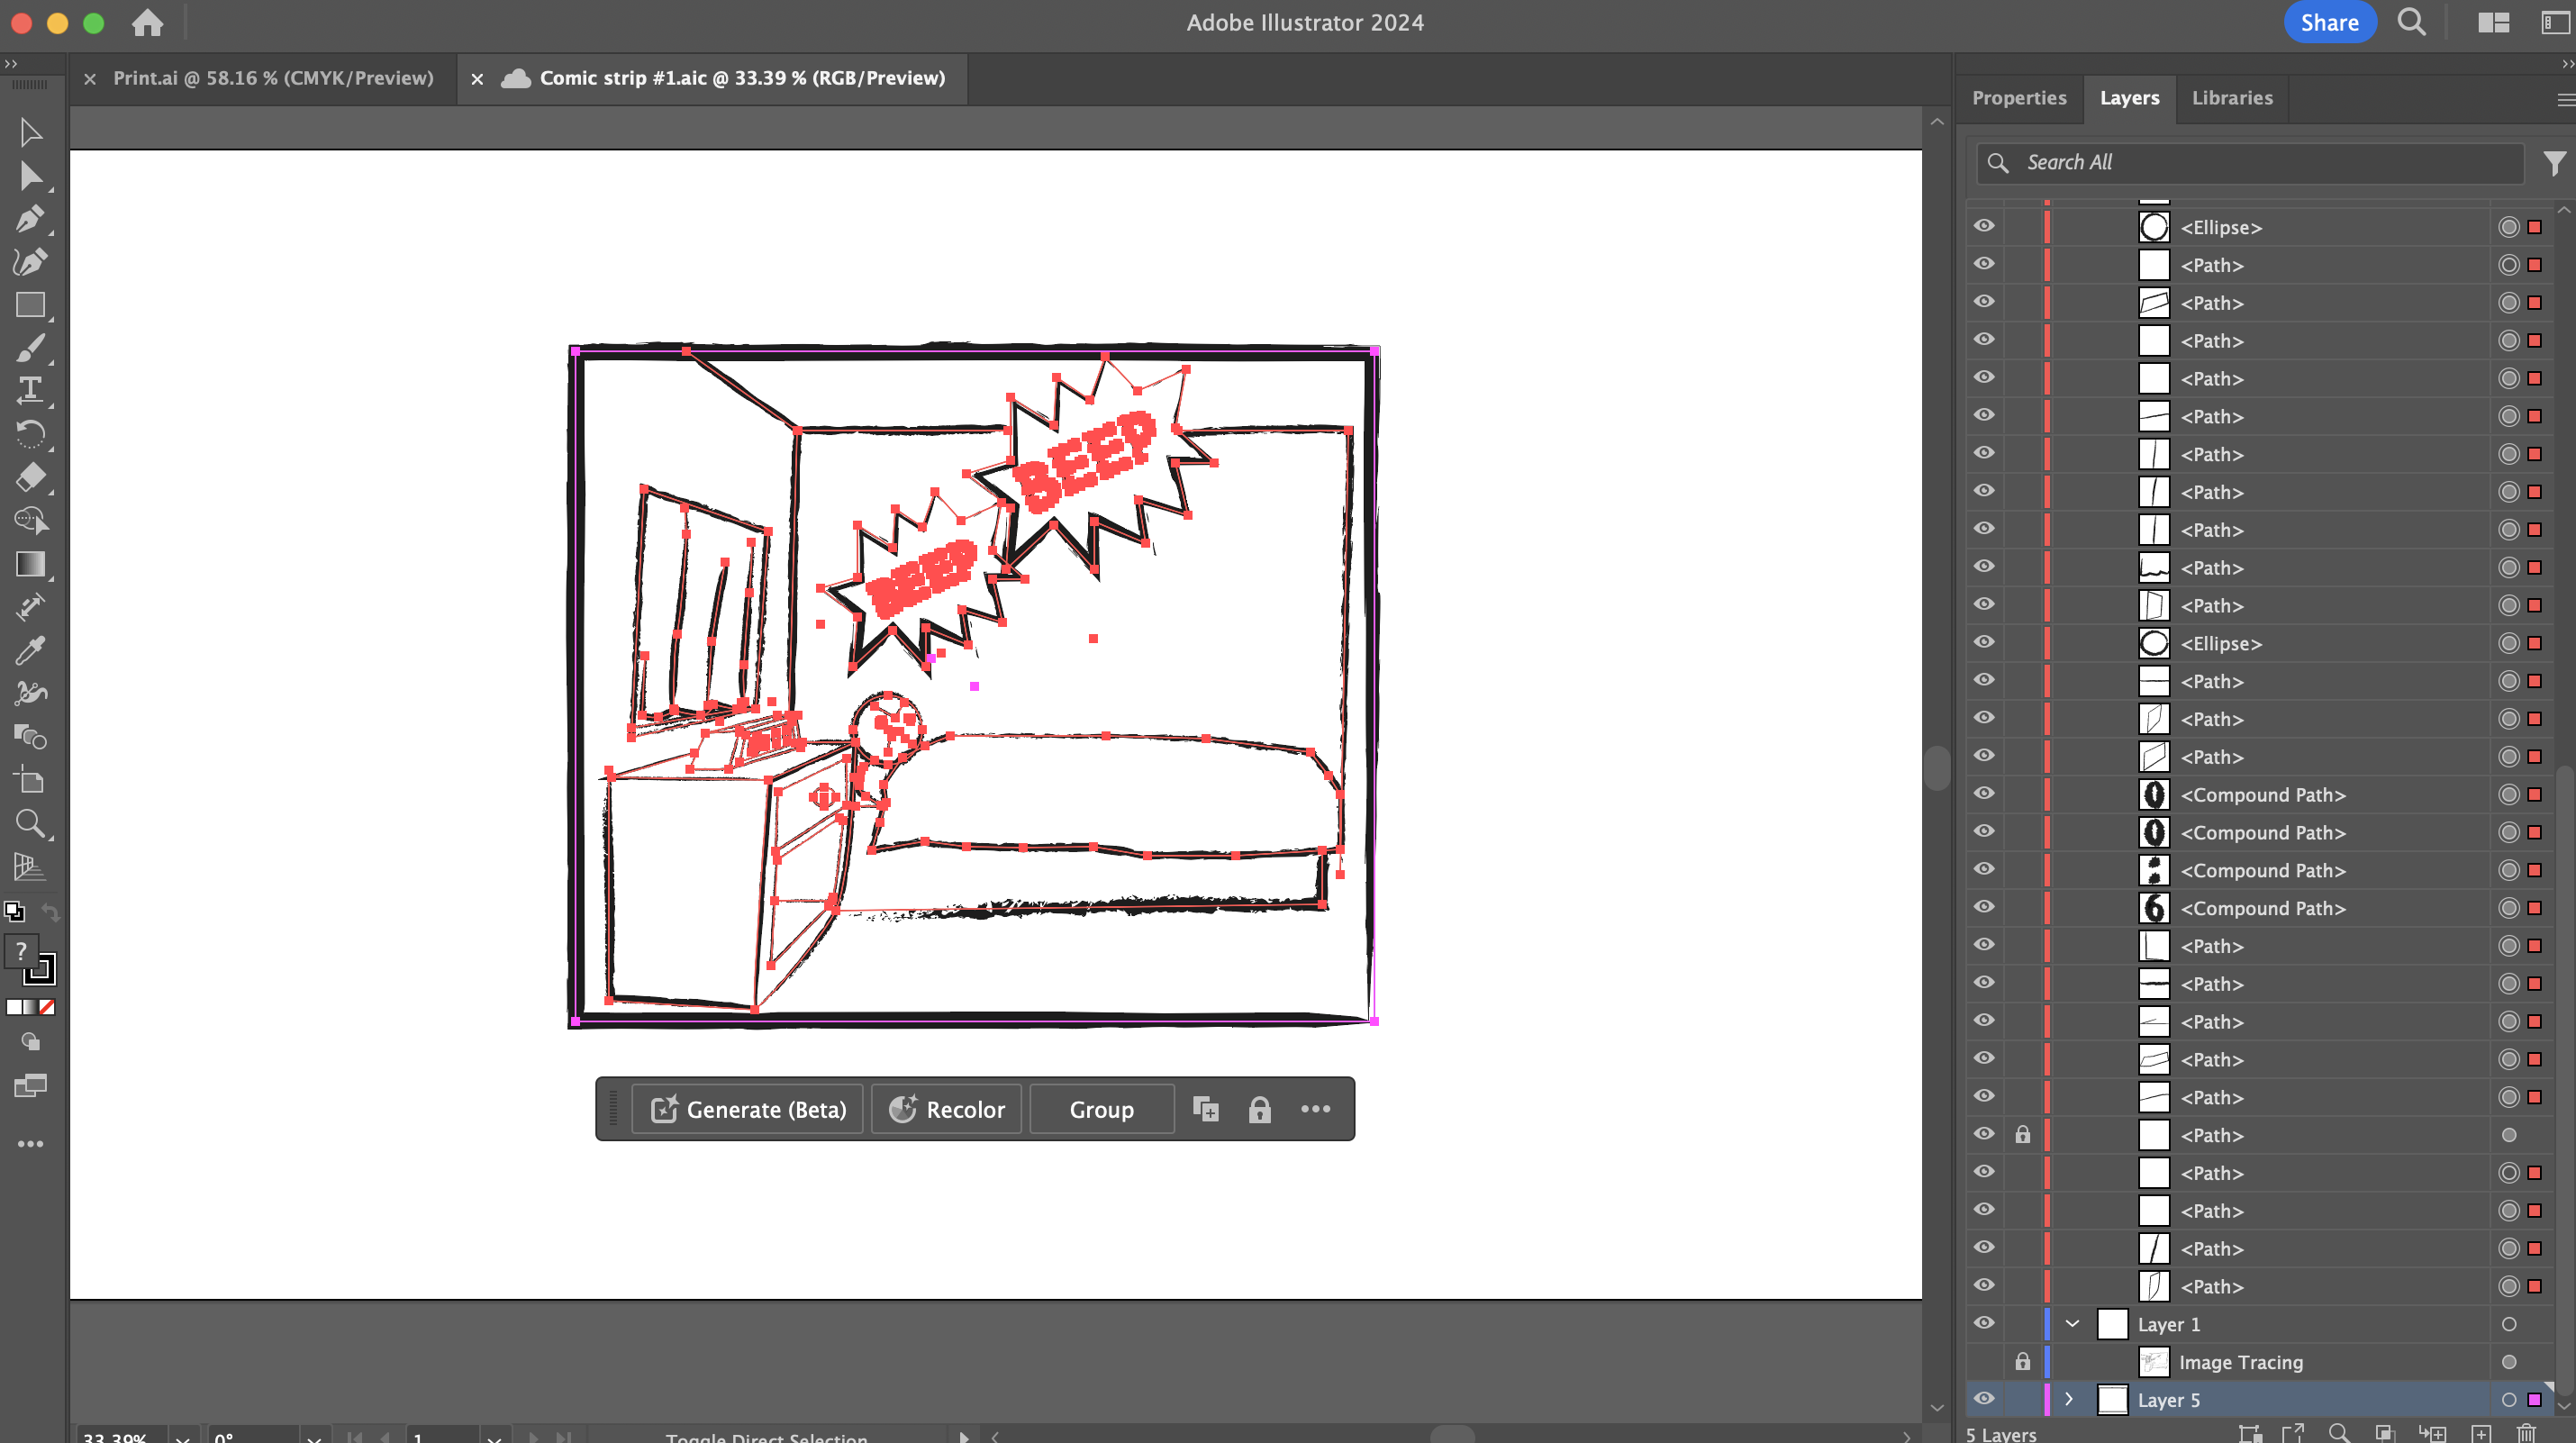 Adobe Illustrator 2024
Share
Print.ai @ 58.16 % (CMYK/Preview)
Comic strip #1.aic @ 33.39 % (RGB/Preview)
Properties
Layers
Libraries
Search All
<Ellipse>
<Path>
<Path>
<Path>
<Path>
<Path>
<Path>
<Path>
<Path>
<Path>
<Path>
<Ellipse>
<Path>
<Path>
<Path>
<Compound Path>
<Compound Path>
<Compound Path>
<Compound Path>
<Path>
<Path>
<Path>
<Path>
<Path>
<Path>
<Path>
<Path>
<Path>
<Path>
Layer 1
Image Tracing
Layer 5
5 Layers
BEEP
BEEP
?
Generate (Beta)
Recolor
Group
33.39%
0°
1
Toggle Direct Selection